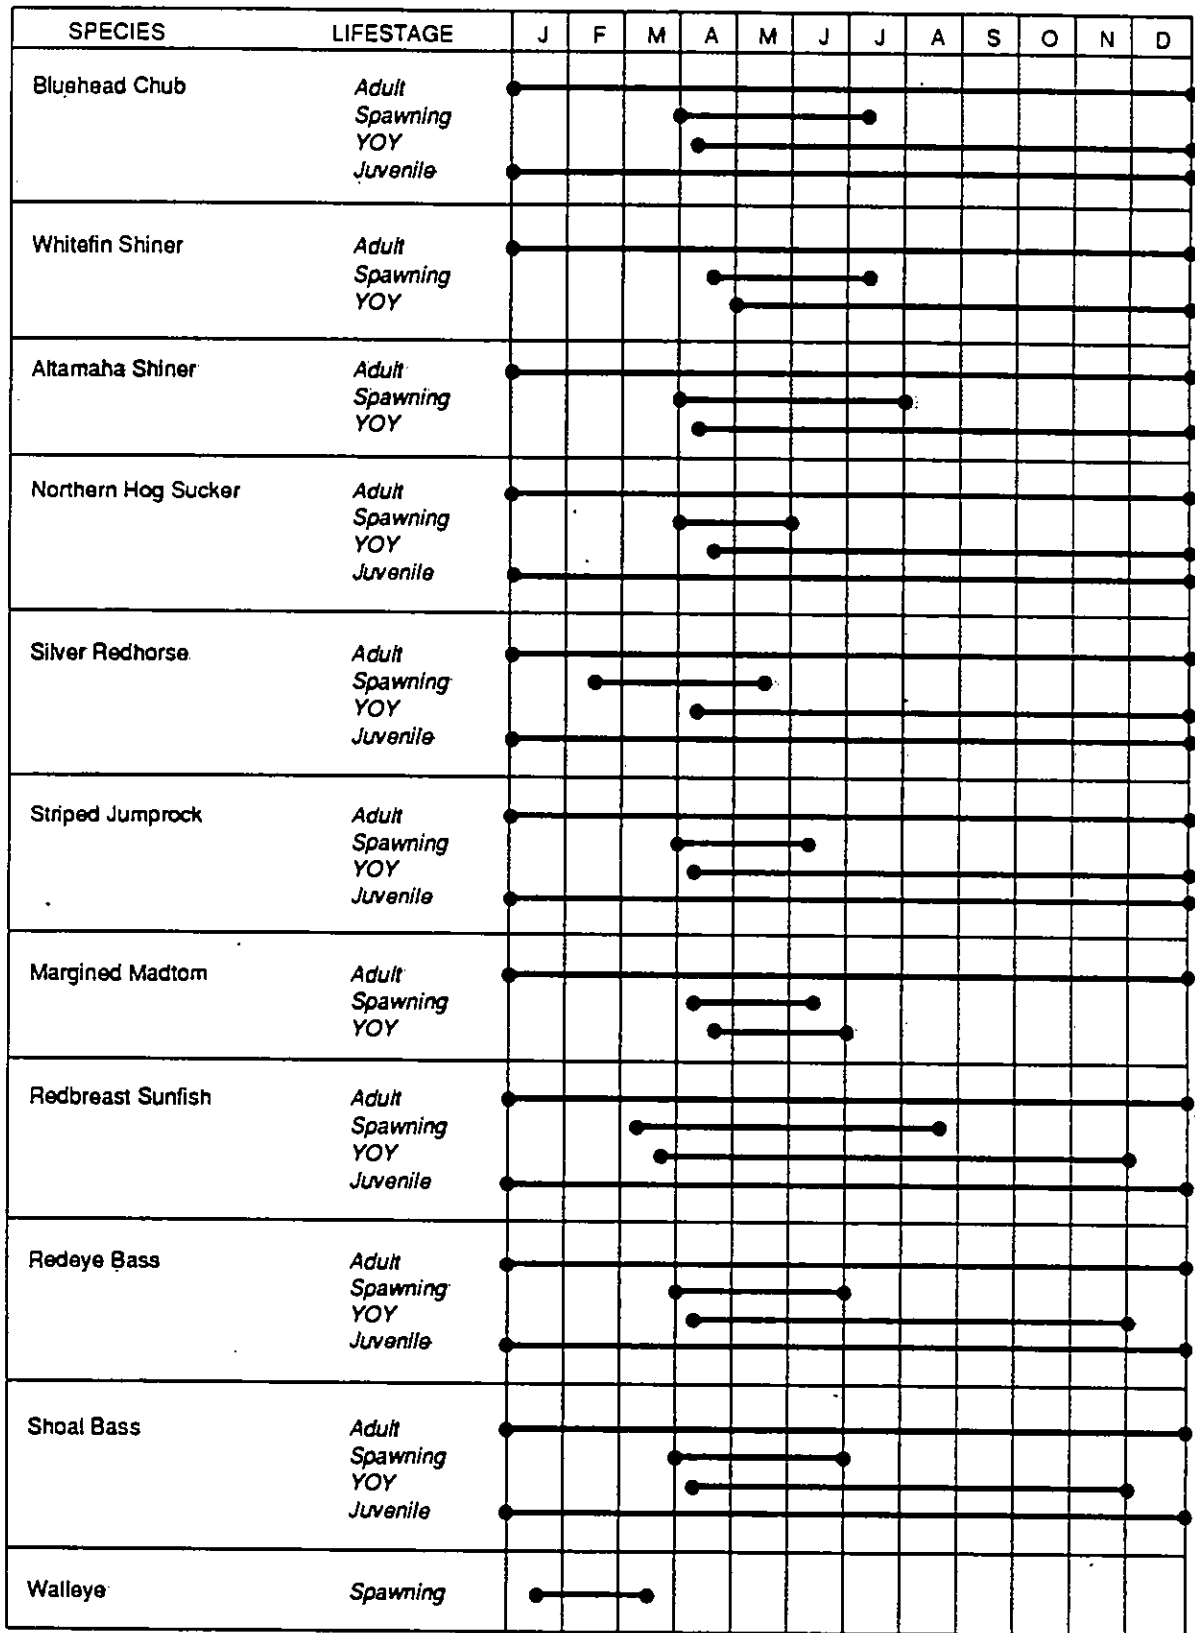 SPECIES LIFESTAGE J F M A M J J A S O N D
Bluehead Chub Adult
Spawning
YOY
Juvenile
Whitefin Shiner Adult
Spawning
YOY
Altamaha Shiner Adult
Spawning
YOY
Northern Hog Sucker Adult
Spawning
YOY
Juvenile
Silver Redhorse Adult
Spawning
YOY
Juvenile
Striped Jumprock Adult
Spawning
YOY
Juvenile
Margined Madtom Adult
Spawning
YOY
Redbreast Sunfish Adult
Spawning
YOY
Juvenile
Redeye Bass Adult
Spawning
YOY
Juvenile
Shoal Bass Adult
Spawning
YOY
Juvenile
Walleye Spawning